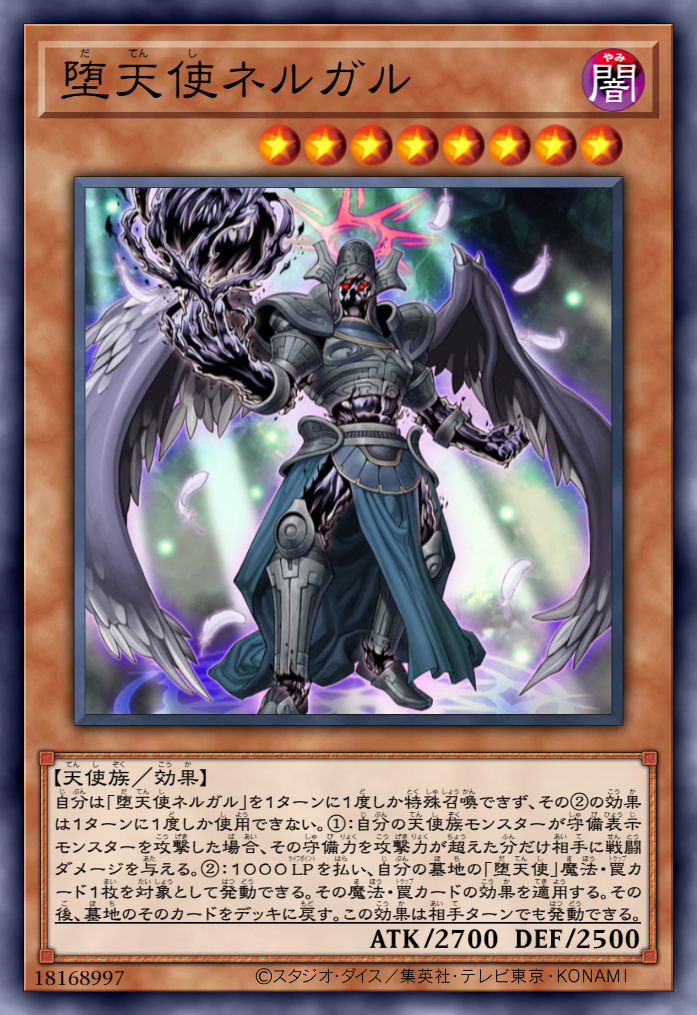 堕天使ネルガル
闇
【天使族／効果】
自分は「堕天使ネルガル」を1ターンに1度しか特殊召喚できず、その②の効果
は1ターンに1度しか使用できない。①：自分の天使族モンスターが守備表示
モンスターを攻撃した場合、その守備力を攻撃力が超えた分だけ相手に戦闘
ダメージを与える。②：1000LPを払い、自分の墓地の「堕天使」魔法・罠カ
ード1枚を対象として発動できる。その魔法・罠カードの効果を適用する。その
後、墓地のそのカードをデッキに戻す。この効果は相手ターンでも発動できる。
ATK/2700 DEF/2500
18168997 ©スタジオ・ダイス／集英社・テレビ東京・KONAMI